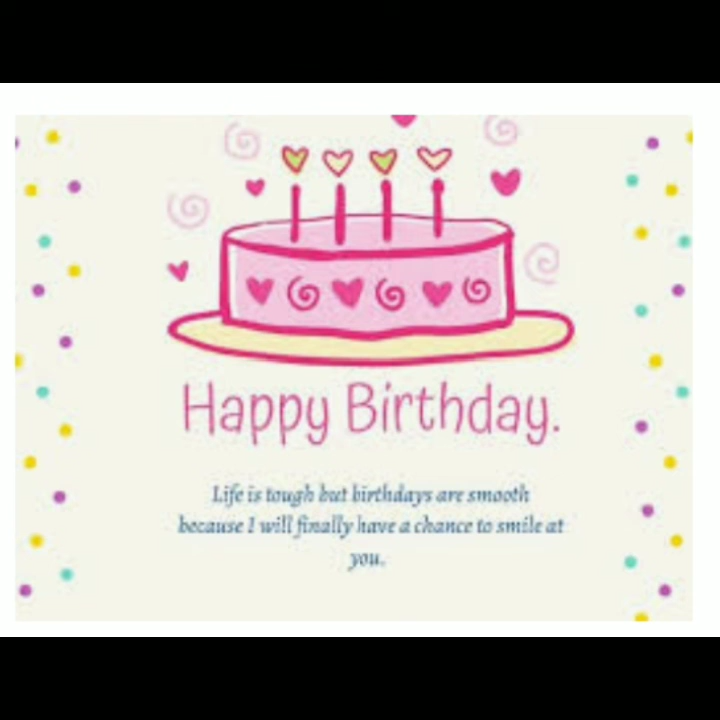 Happy Birthday.
Life is tough but birthdays are smooth
because I will finally have a chance to smile at
you.